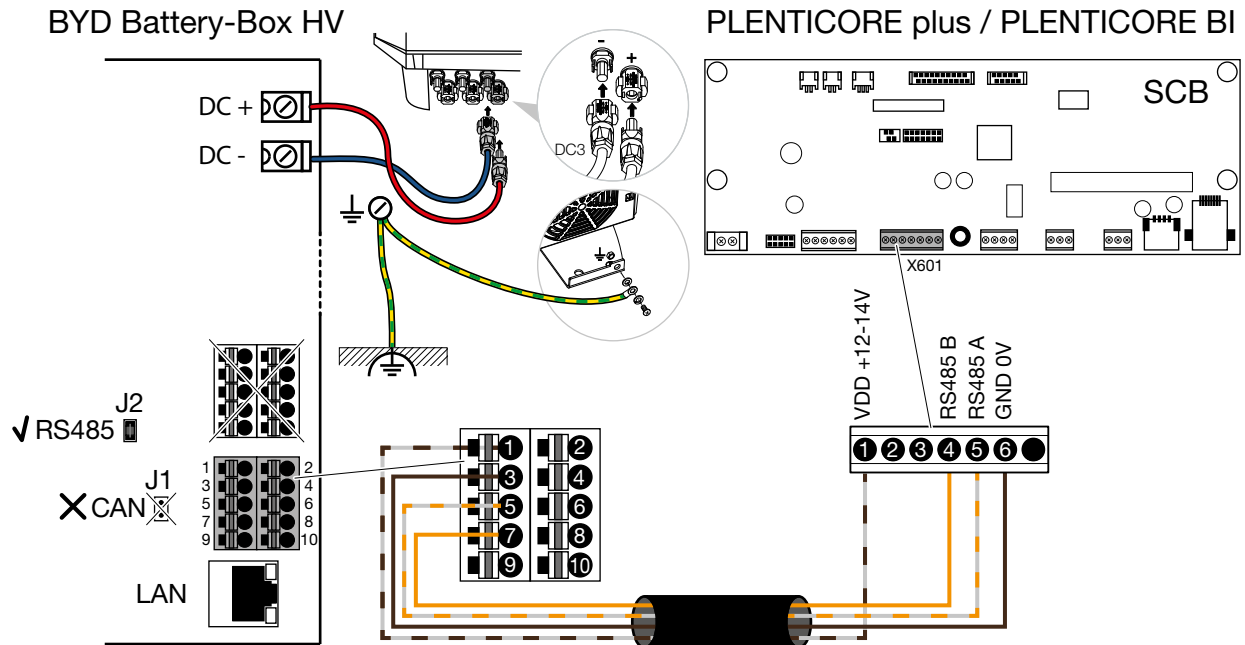 BYD Battery-Box HV
PLENTICORE plus / PLENTICORE BI
DC +
DC -
-
+
DC3
SCB
X601
J2
RS485
J1
CAN
1
2
3
4
5
6
7
8
9
10
LAN
1
2
3
4
5
6
7
8
9
10
VDD +12-14V
RS485 B
RS485 A
GND 0V
1 2 3 4 5 6